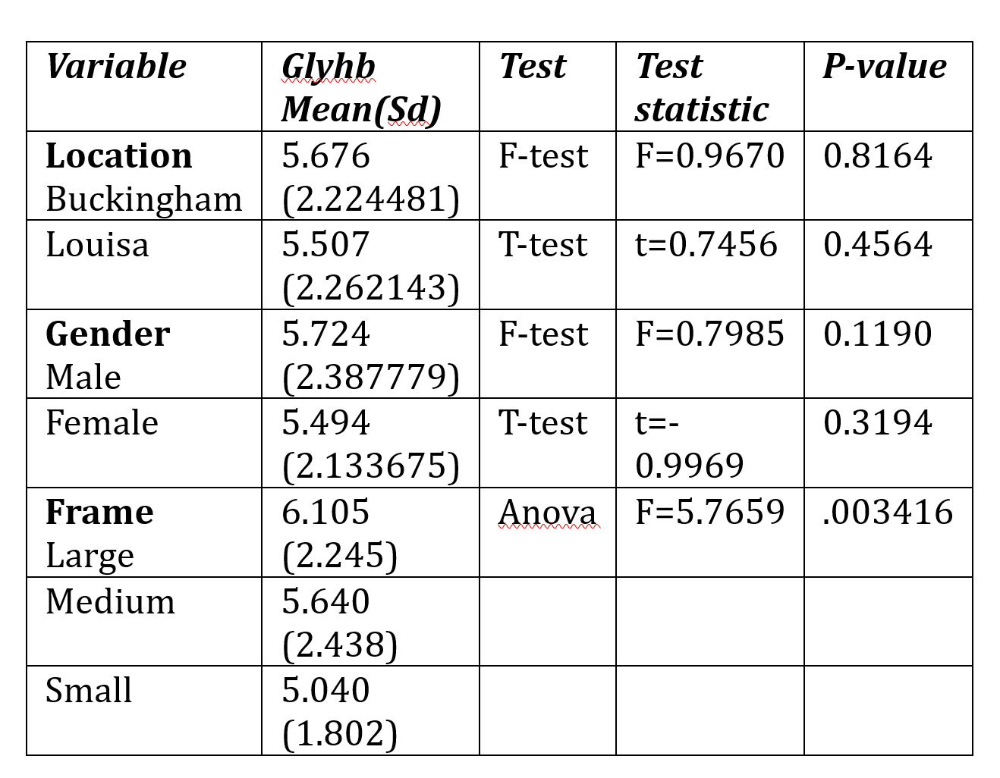 Variable Glyhb Test Test P-value
Mean(Sd) statistic
Location 5.676 F-test F=0.9670 0.8164
Buckingham (2.224481)
Louisa 5.507 T-test t=0.7456 0.4564
(2.262143)
Gender 5.724 F-test F=0.7985 0.1190
Male (2.387779)
Female 5.494 T-test t=- 0.3194
(2.133675) 0.9969
Frame 6.105 Anova F=5.7659 .003416
Large (2.245)
Medium 5.640
(2.438)
Small 5.040
(1.802)